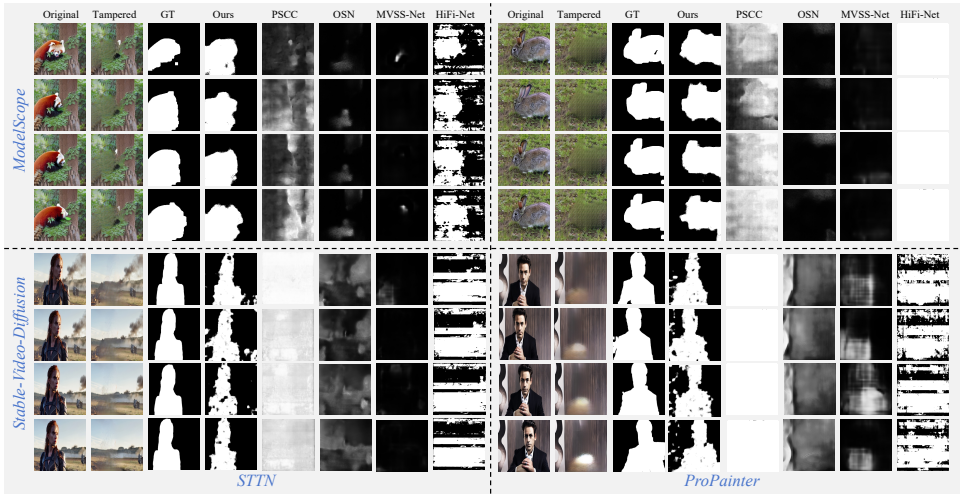 Original Tampered GT Ours PSCC OSN MVSS-Net HiFi-Net Original Tampered GT Ours PSCC OSN MVSS-Net HiFi-Net
ModelScope
Stable-Video-Diffusion
STTN ProPainter